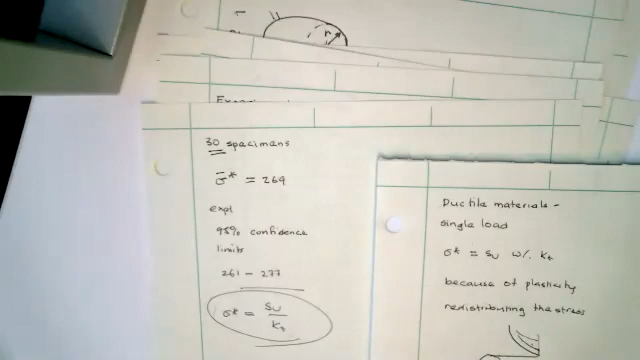 r
30 spacimans
σ̄* = 269
expl
95% confidence
limits
261 - 277
σ* = Su
Kt
Ductile materials -
single load
σ* = Su w/. Kt
because of plasticity
redistributing the stress